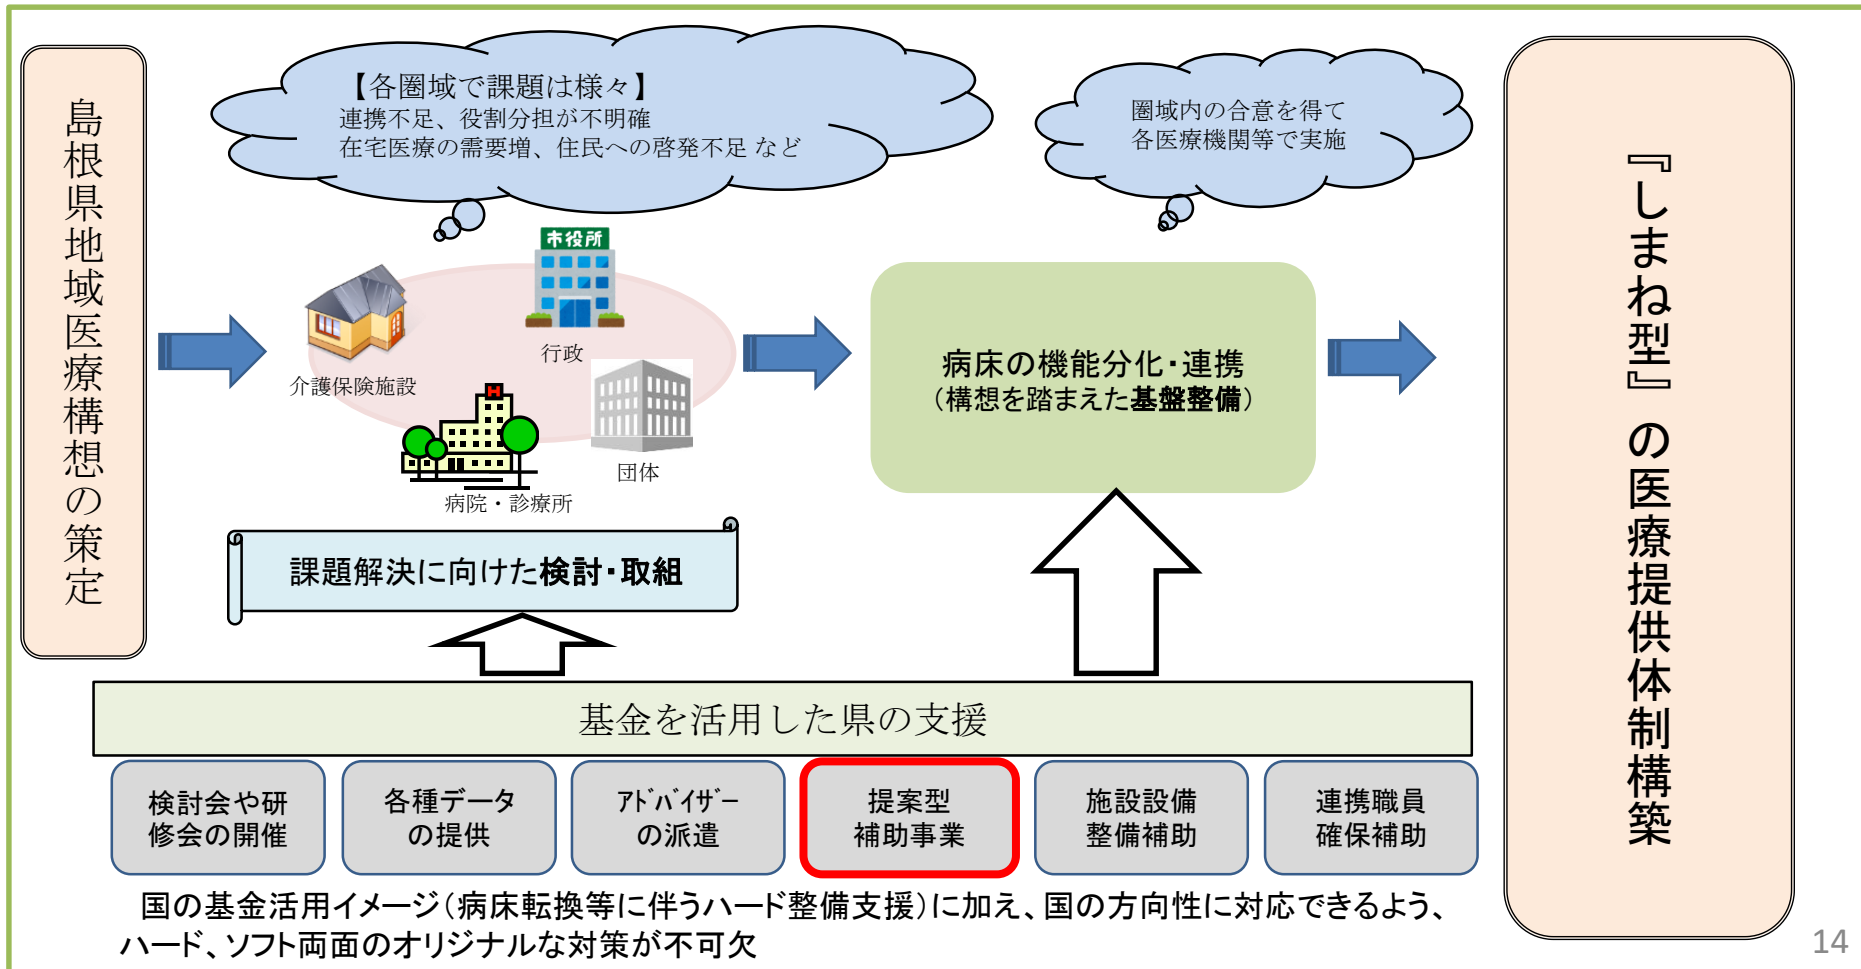 島根県地域医療構想の策定
【各圏域で課題は様々】
連携不足、役割分担が不明確
在宅医療の需要増、住民への啓発不足 など
圏域内の合意を得て
各医療機関等で実施
市役所
行政
介護保険施設
団体
H
病院・診療所
課題解決に向けた検討・取組
病床の機能分化・連携
（構想を踏まえた基盤整備）
『しまね型』の医療提供体制構築
基金を活用した県の支援
検討会や研
修会の開催
各種データ
の提供
ｱﾄﾞﾊﾞｲｻﾞｰ
の派遣
提案型
補助事業
施設設備
整備補助
連携職員
確保補助
国の基金活用イメージ（病床転換等に伴うハード整備支援）に加え、国の方向性に対応できるよう、
ハード、ソフト両面のオリジナルな対策が不可欠
14